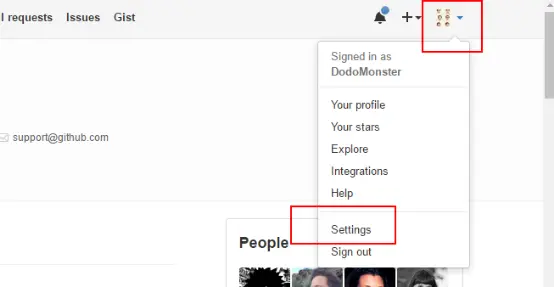 requests Issues Gist
Signed in as
DodoMonster
Your profile
Your stars
Explore
Integrations
Help
Settings
Sign out
support@github.com
People